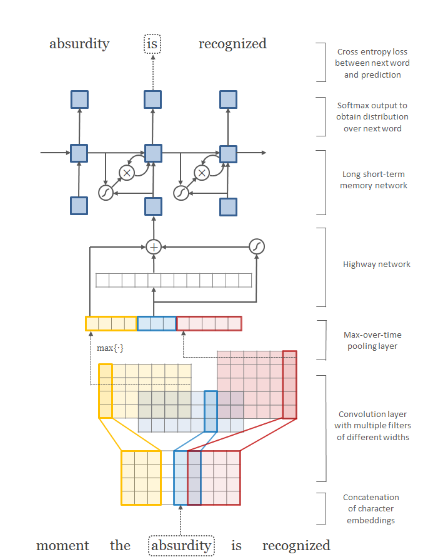 absurdity is recognized
Cross entropy loss
between next word
and prediction
Softmax output to
obtain distribution
over next word
Long short-term
memory network
Highway network
Max-over-time
pooling layer
max{·}
Convolution layer
with multiple filters
of different widths
Concatenation
of character
embeddings
moment the absurdity is recognized